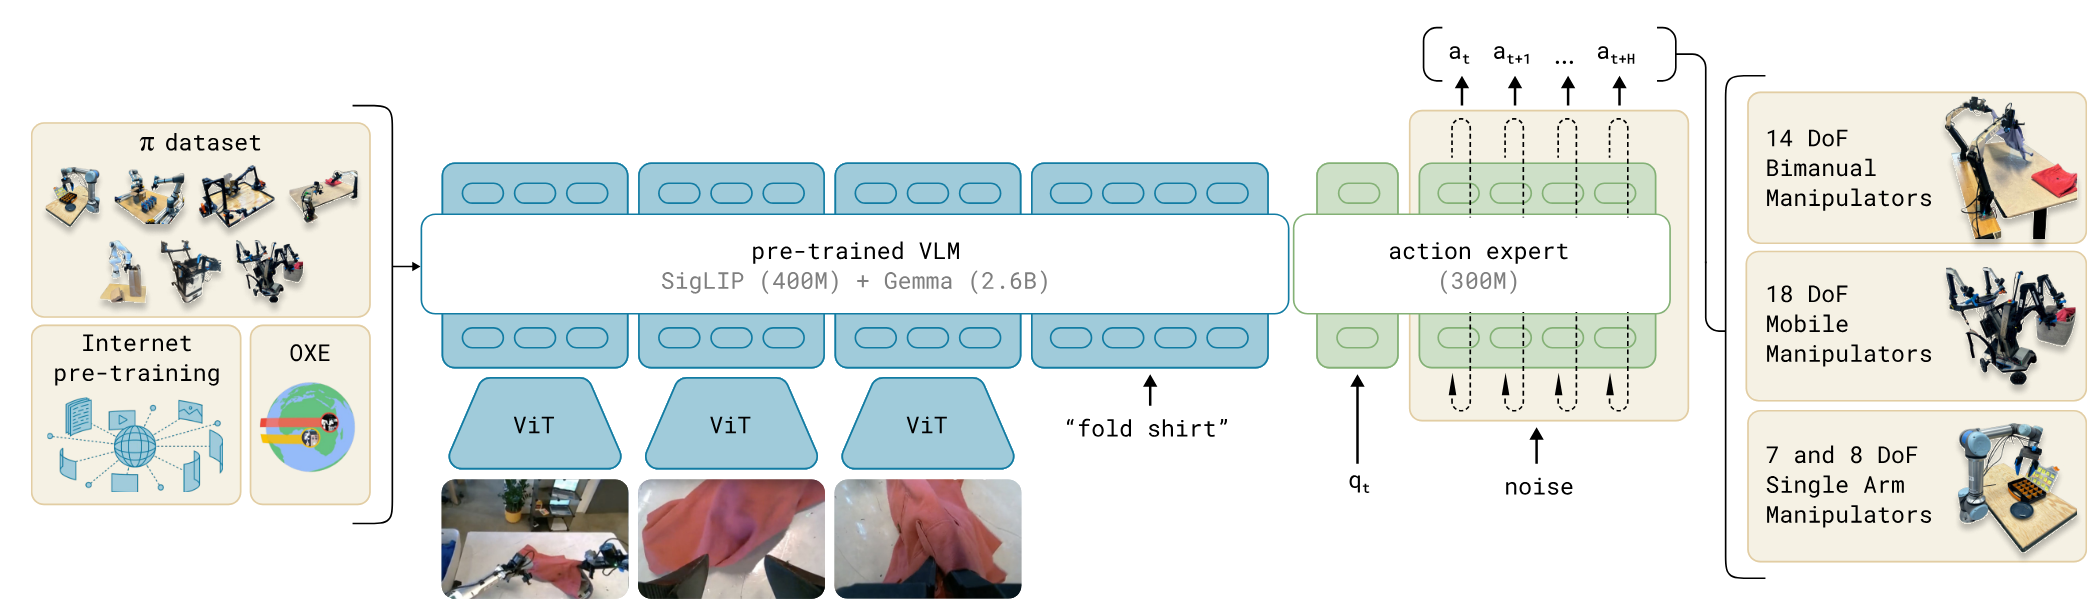 π dataset
Internet
pre-training
OXE
pre-trained VLM
SigLIP (400M) + Gemma (2.6B)
ViT
ViT
ViT
“fold shirt”
action expert
(300M)
qₜ
noise
aₜ aₜ₊₁ ... aₜ₊H
14 DoF
Bimanual
Manipulators
18 DoF
Mobile
Manipulators
7 and 8 DoF
Single Arm
Manipulators